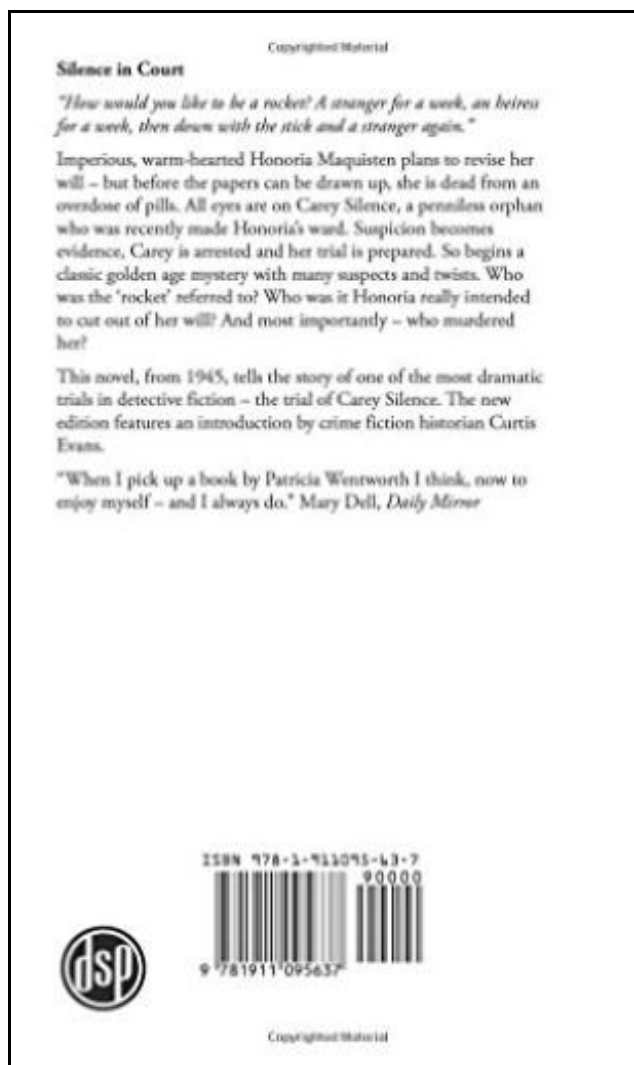 Copyrighted Material
Silence in Court
"How would you like to be a rocket? A stranger for a week, an heiress
for a week, then down with the stick and a stranger again."
Imperious, warm-hearted Honoria Maquisten plans to revise her
will – but before the papers can be drawn up, she is dead from an
overdose of pills. All eyes are on Carey Silence, a penniless orphan
who was recently made Honoria's ward. Suspicion becomes
evidence, Carey is arrested and her trial is prepared. So begins a
classic golden age mystery with many suspects and twists. Who
was the 'rocket' referred to? Who was it Honoria really intended
to cut out of her will? And most importantly – who murdered
her?
This novel, from 1945, tells the story of one of the most dramatic
trials in detective fiction – the trial of Carey Silence. The new
edition features an introduction by crime fiction historian Curtis
Evans.
"When I pick up a book by Patricia Wentworth I think, now to
enjoy myself – and I always do." Mary Dell, Daily Mirror
ISBN 978-1-911095-63-7
90000
9 781911 095637
dsp
Copyrighted Material